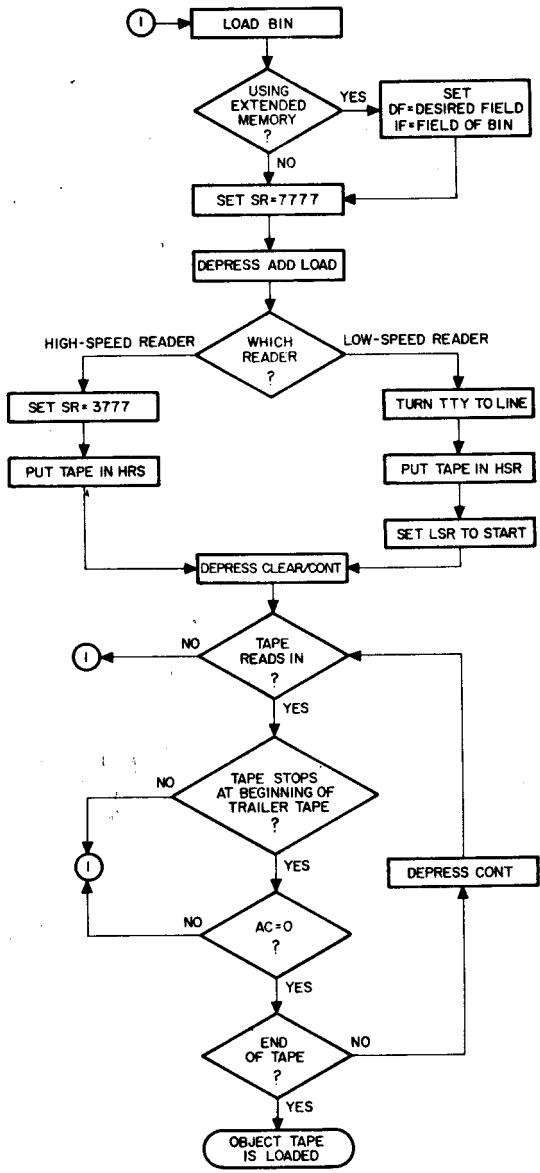 1
LOAD BIN
USING
EXTENDED
MEMORY
?
YES
SET
DF=DESIRED FIELD
IF=FIELD OF BIN
NO
SET SR=7777
DEPRESS ADD LOAD
HIGH-SPEED READER
WHICH
READER
?
LOW-SPEED READER
SET SR= 3777
TURN TTY TO LINE
PUT TAPE IN HRS
PUT TAPE IN HSR
SET LSR TO START
DEPRESS CLEAR/CONT
1
NO
TAPE
READS IN
?
YES
NO
TAPE STOPS
AT BEGINNING OF
TRAILER TAPE
?
YES
1
DEPRESS CONT
NO
AC=0
?
YES
END
OF TAPE
?
NO
YES
OBJECT TAPE
IS LOADED